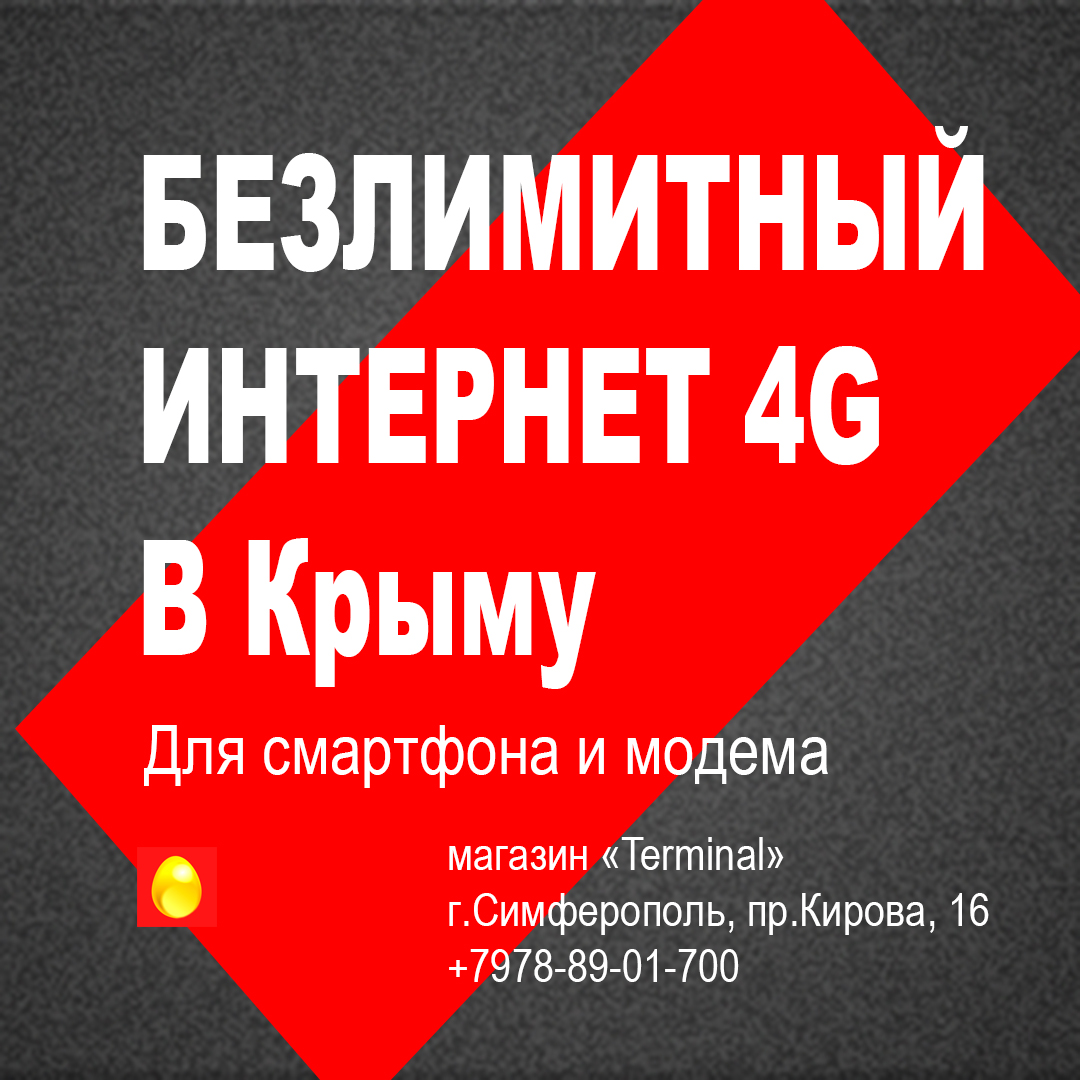 БЕЗЛИМИТНЫЙ
ИНТЕРНЕТ 4G
В Крыму
Для смартфона и модема
магазин «Terminal»
г.Симферополь, пр.Кирова, 16
+7978-89-01-700